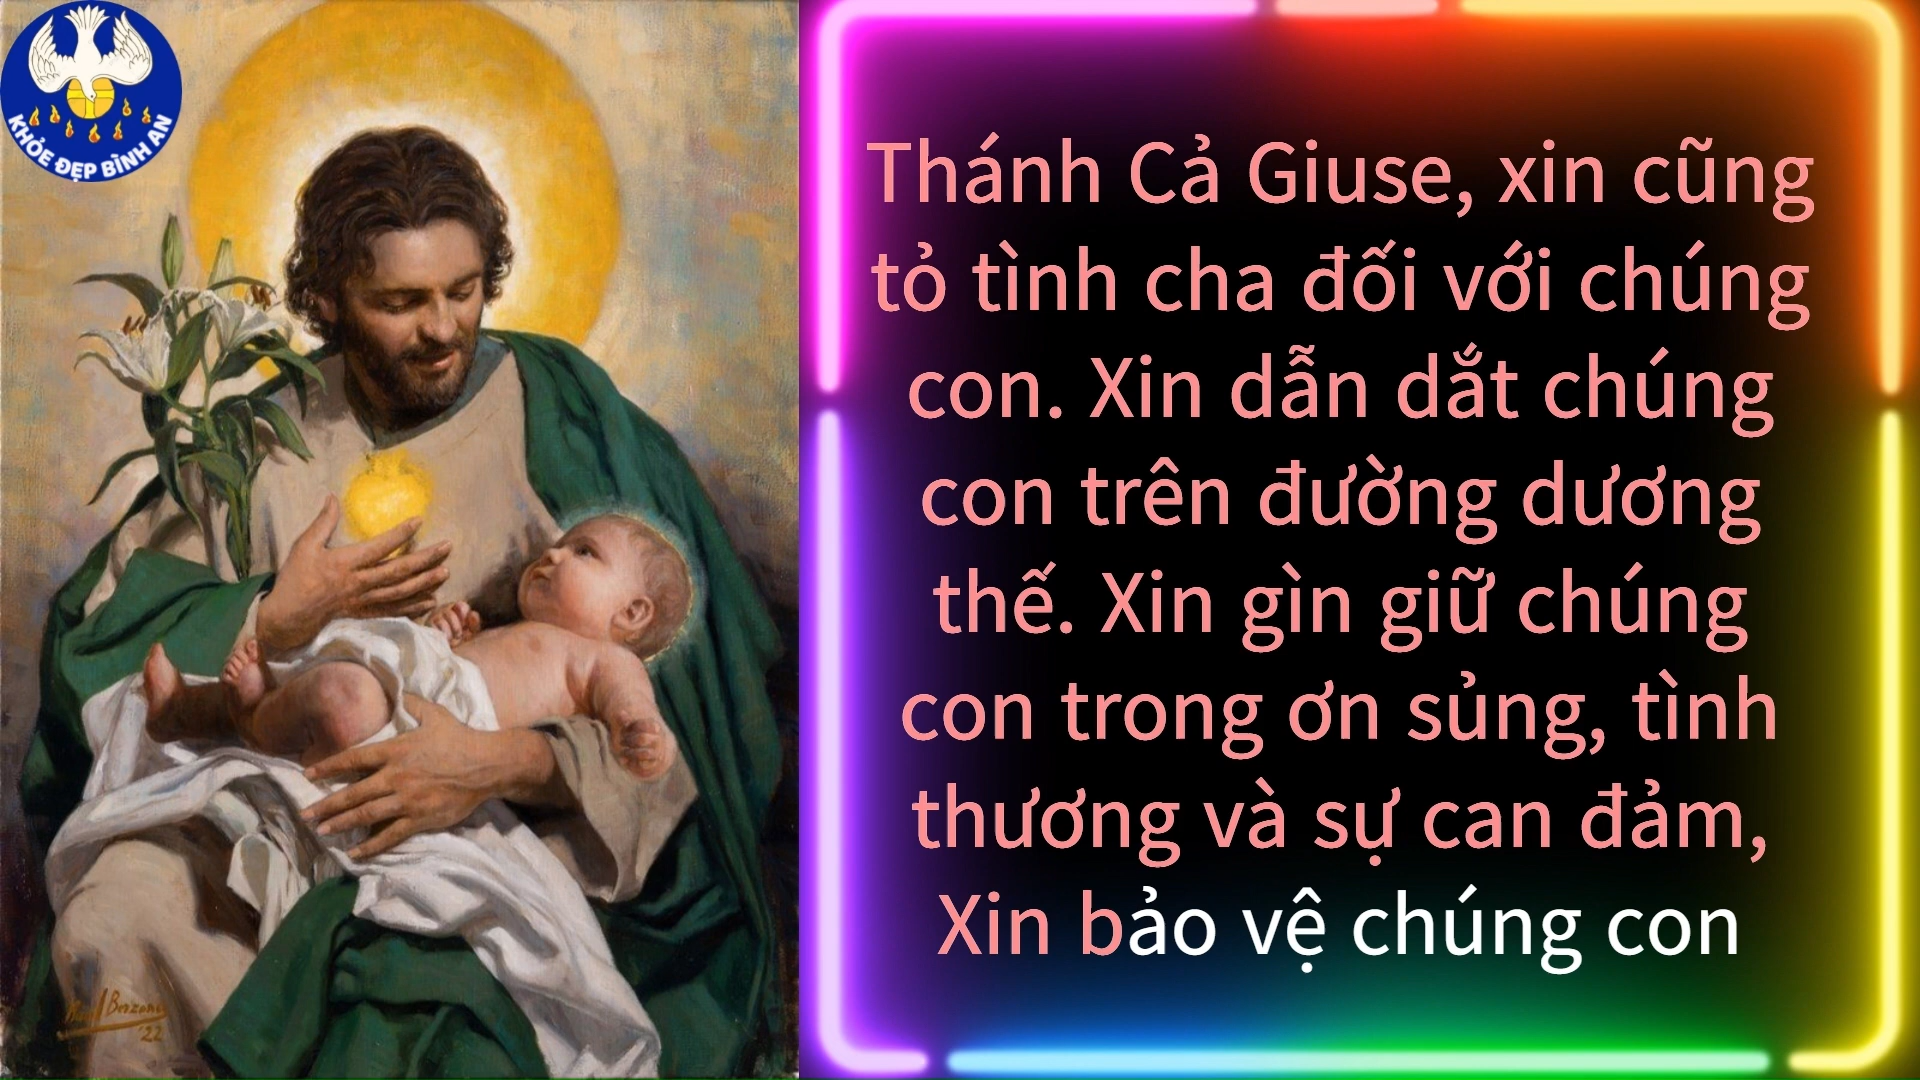 KHỎE ĐẸP BÌNH AN
Thánh Cả Giuse, xin cũng
tỏ tình cha đối với chúng
con. Xin dẫn dắt chúng
con trên đường dương
thế. Xin gìn giữ chúng
con trong ơn sủng, tình
thương và sự can đảm,
Xin bảo vệ chúng con
'22